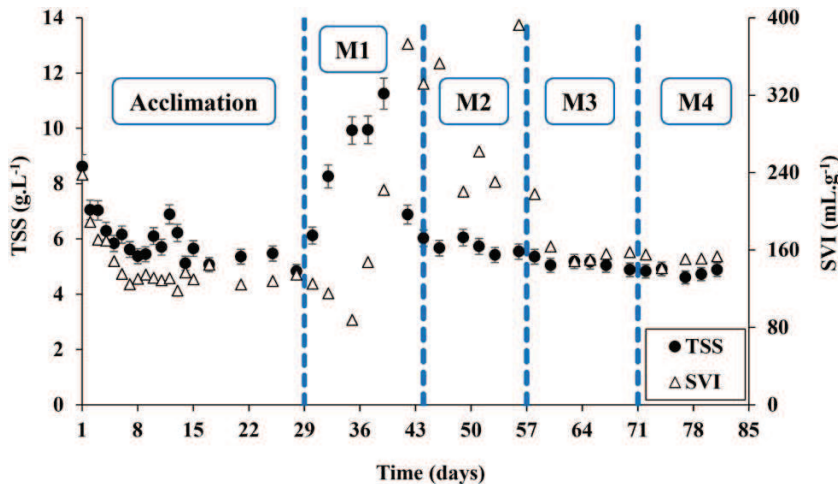 14
12
10
8
6
4
2
0
TSS (g.L⁻¹)
400
320
240
160
80
0
SVI (mL.g⁻¹)
Acclimation
M1
M2
M3
M4
TSS
SVI
1 8 15 22 29 36 43 50 57 64 71 78 85
Time (days)